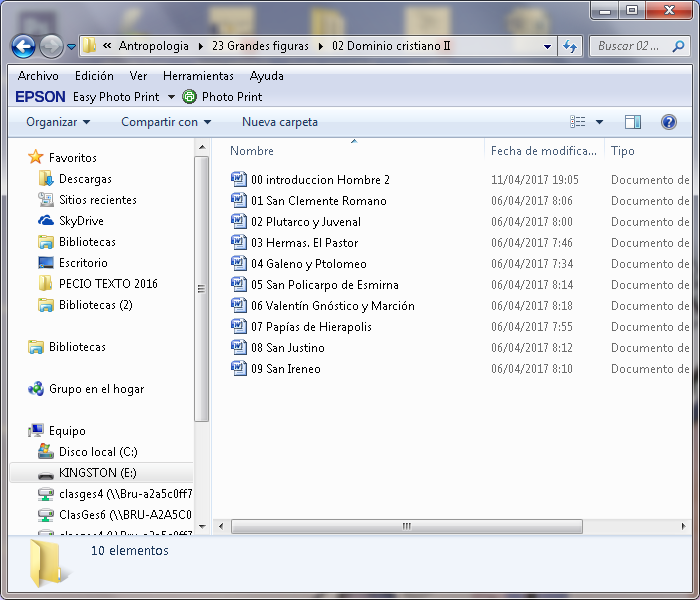 « Antropologia ▸ 23 Grandes figuras ▸ 02 Dominio cristiano II
Buscar 02 ...
Archivo Edición Ver Herramientas Ayuda
EPSON Easy Photo Print Photo Print
Organizar Compartir con Nueva carpeta
Nombre Fecha de modifica... Tipo
00 introduccion Hombre 2 11/04/2017 19:05 Documento de
01 San Clemente Romano 06/04/2017 8:06 Documento de
02 Plutarco y Juvenal 06/04/2017 8:00 Documento de
03 Hermas. El Pastor 06/04/2017 7:46 Documento de
04 Galeno y Ptolomeo 06/04/2017 7:34 Documento de
05 San Policarpo de Esmirna 06/04/2017 8:14 Documento de
06 Valentín Gnóstico y Marción 06/04/2017 8:18 Documento de
07 Papías de Hierapolis 06/04/2017 7:55 Documento de
08 San Justino 06/04/2017 8:12 Documento de
09 San Ireneo 06/04/2017 8:10 Documento de
Favoritos
Descargas
Sitios recientes
SkyDrive
Bibliotecas
Escritorio
PECIO TEXTO 2016
Bibliotecas (2)
Bibliotecas
Grupo en el hogar
Equipo
Disco local (C:)
KINGSTON (E:)
clasges4 (\\Bru-a2a5c0ff7
ClasGes6 (\\BRU-A2A5C0
clasges4 (\\Bru-a2a5c0ff7
10 elementos